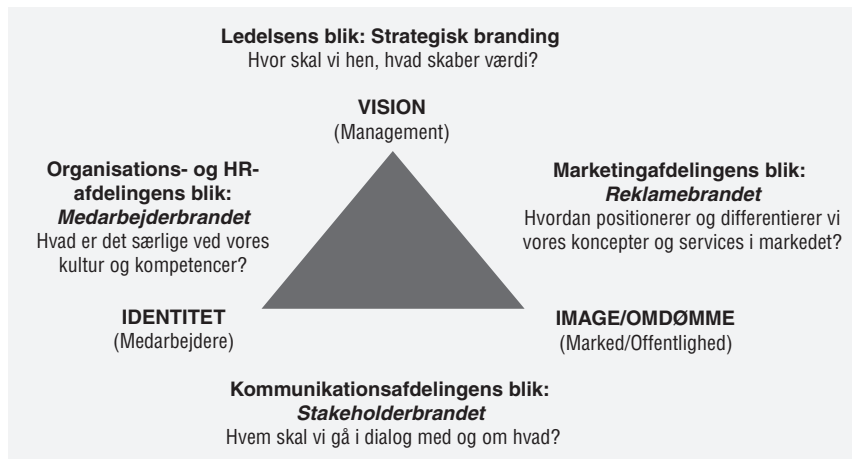 Ledelsens blik: Strategisk branding
Hvor skal vi hen, hvad skaber værdi?
VISION
(Management)
Organisations- og HR-
afdelingens blik:
Medarbejderbrandet
Hvad er det særlige ved vores
kultur og kompetencer?
Marketingafdelingens blik:
Reklamebrandet
Hvordan positionerer og differentierer vi
vores koncepter og services i markedet?
IDENTITET
(Medarbejdere)
IMAGE/OMDØMME
(Marked/Offentlighed)
Kommunikationsafdelingens blik:
Stakeholderbrandet
Hvem skal vi gå i dialog med og om hvad?